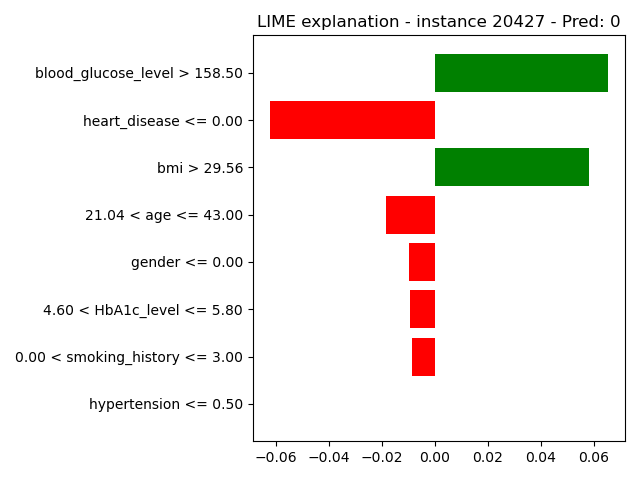 LIME explanation - instance 20427 - Pred: 0
blood_glucose_level > 158.50
heart_disease <= 0.00
bmi > 29.56
21.04 < age <= 43.00
gender <= 0.00
4.60 < HbA1c_level <= 5.80
0.00 < smoking_history <= 3.00
hypertension <= 0.50
−0.06 −0.04 −0.02 0.00 0.02 0.04 0.06